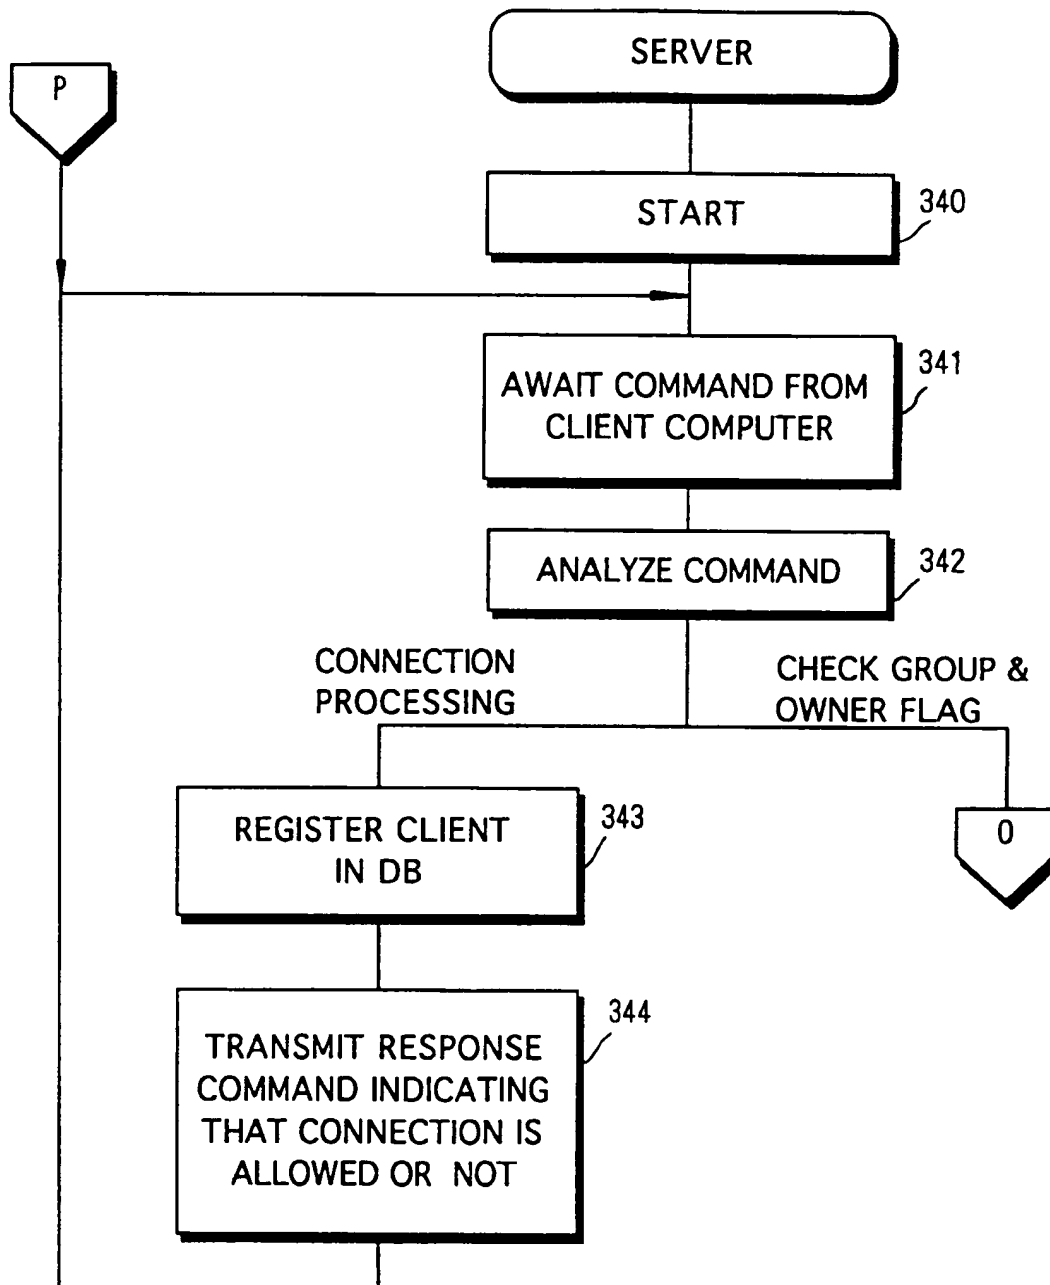 SERVER
P
START
340
AWAIT COMMAND FROM
CLIENT COMPUTER
341
ANALYZE COMMAND
342
CONNECTION
PROCESSING
CHECK GROUP &
OWNER FLAG
REGISTER CLIENT
IN DB
343
O
TRANSMIT RESPONSE
COMMAND INDICATING
THAT CONNECTION IS
ALLOWED OR NOT
344